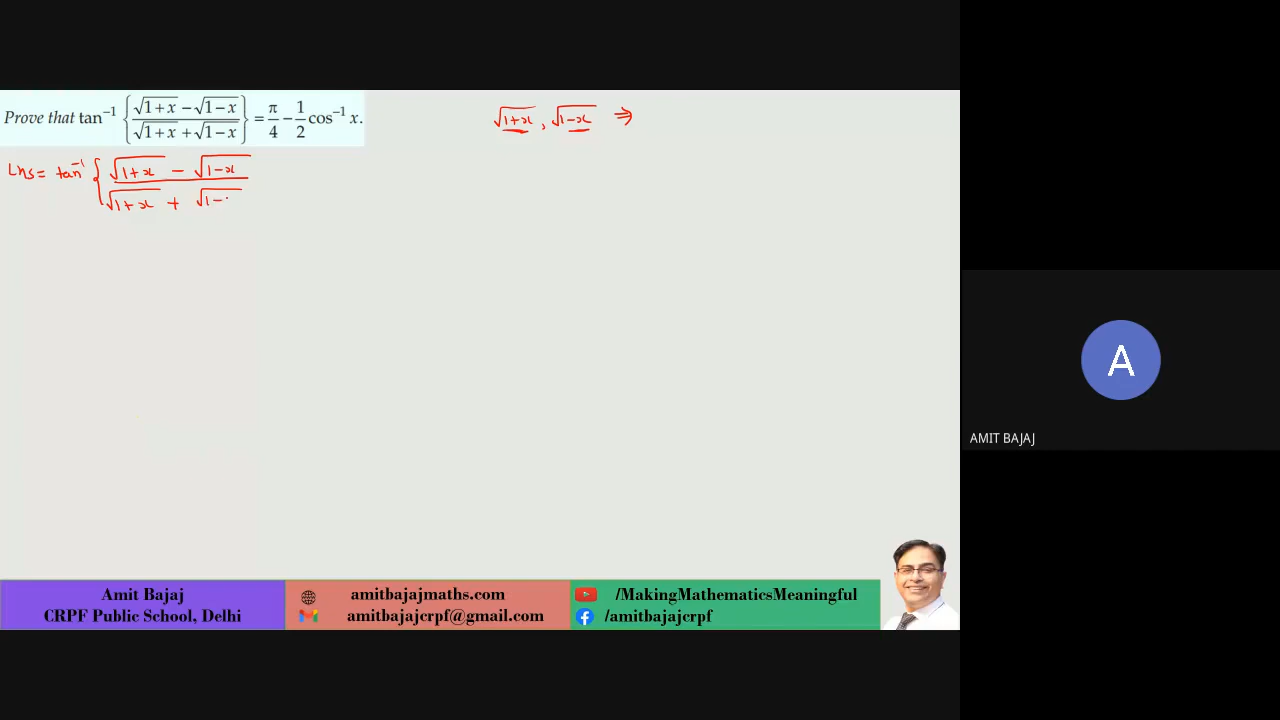 Prove that tan⁻¹ {(√1+x − √1−x)/(√1+x + √1−x)} = π/4 − 1/2 cos⁻¹ x.
√1+x , √1−x ⇒
LHS = tan⁻¹ { (√1+x − √1−x)/(√1+x + √1−
A
AMIT BAJAJ
Amit Bajaj
CRPF Public School, Delhi
amitbajajmaths.com
amitbajajcrpf@gmail.com
/MakingMathematicsMeaningful
/amitbajajcrpf